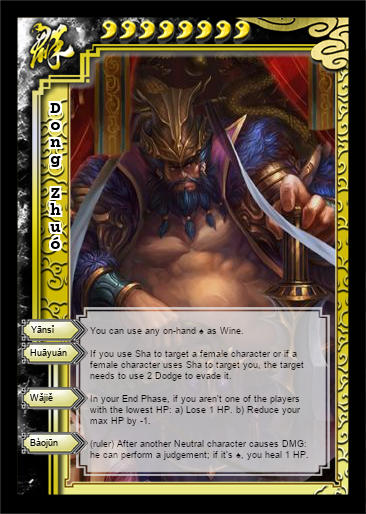 群
Dong Zhuó
Yānsǐ
You can use any on-hand ♠ as Wine.
Huāyuán
If you use Sha to target a female character or if a
female character uses Sha to target you, the target
needs to use 2 Dodge to evade it.
Wǎjiě
In your End Phase, if you aren't one of the players
with the lowest HP: a) Lose 1 HP. b) Reduce your
max HP by -1.
Bàojūn
(ruler) After another Neutral character causes DMG:
he can perform a judgement; if it's ♠, you heal 1 HP.